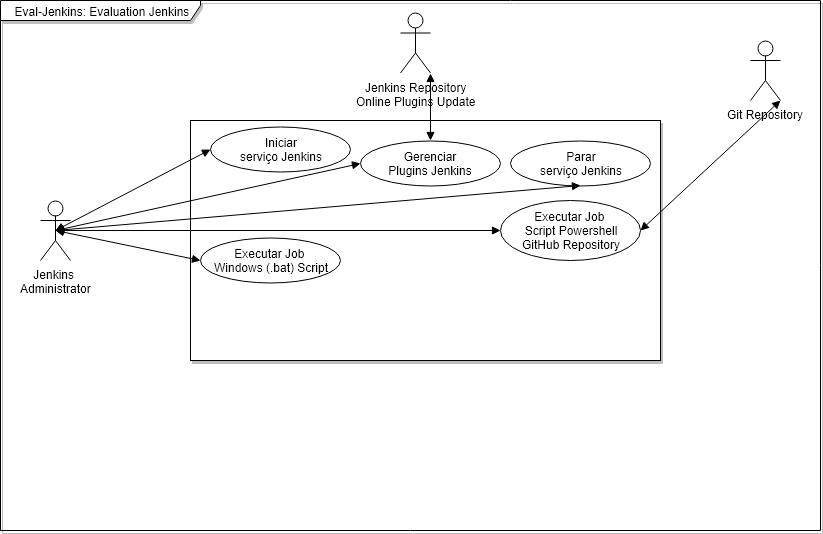 Eval-Jenkins: Evaluation Jenkins
Jenkins Repository
Online Plugins Update
Git Repository
Iniciar
serviço Jenkins
Gerenciar
Plugins Jenkins
Parar
serviço Jenkins
Executar Job
Script Powershell
GitHub Repository
Executar Job
Windows (.bat) Script
Jenkins
Administrator